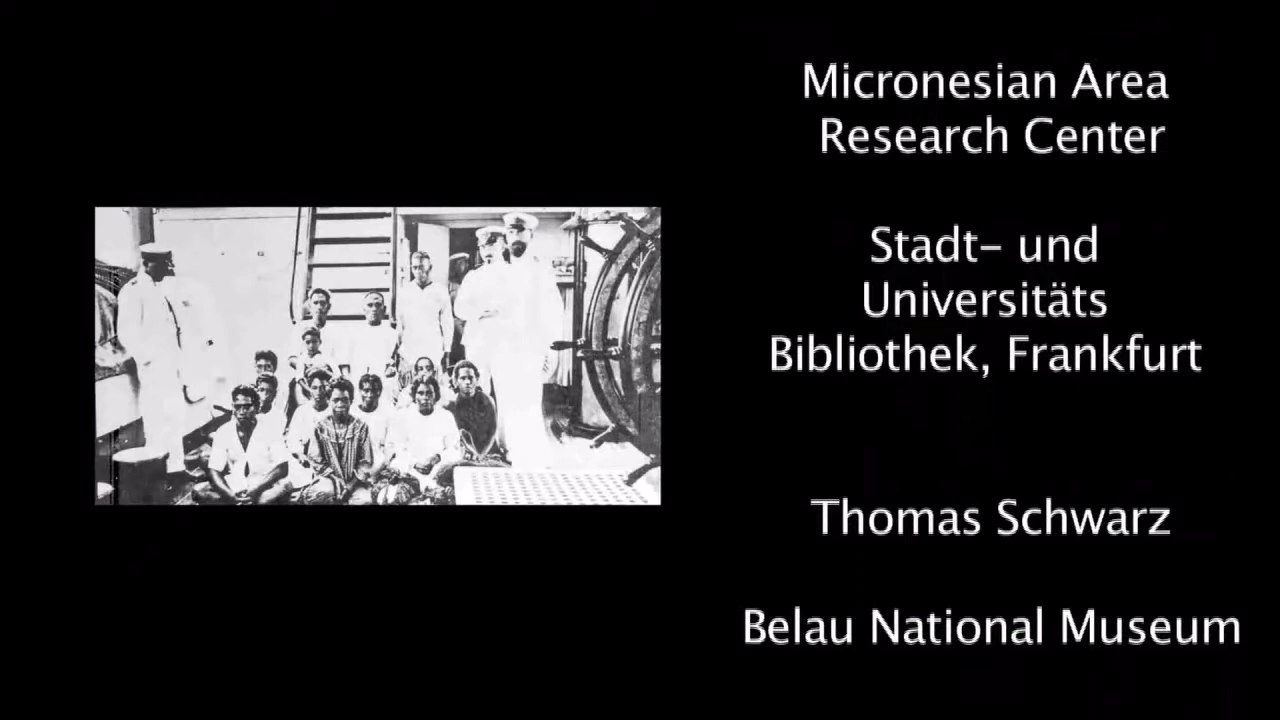 Micronesian Area
Research Center
Stadt- und
Universitäts
Bibliothek, Frankfurt
Thomas Schwarz
Belau National Museum